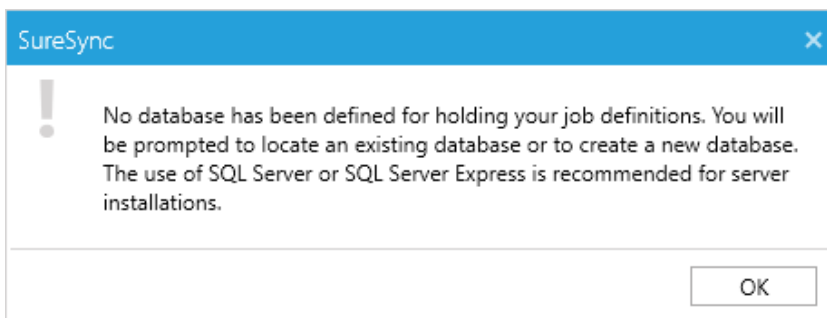 SureSync
No database has been defined for holding your job definitions. You will
be prompted to locate an existing database or to create a new database.
The use of SQL Server or SQL Server Express is recommended for server
installations.
OK